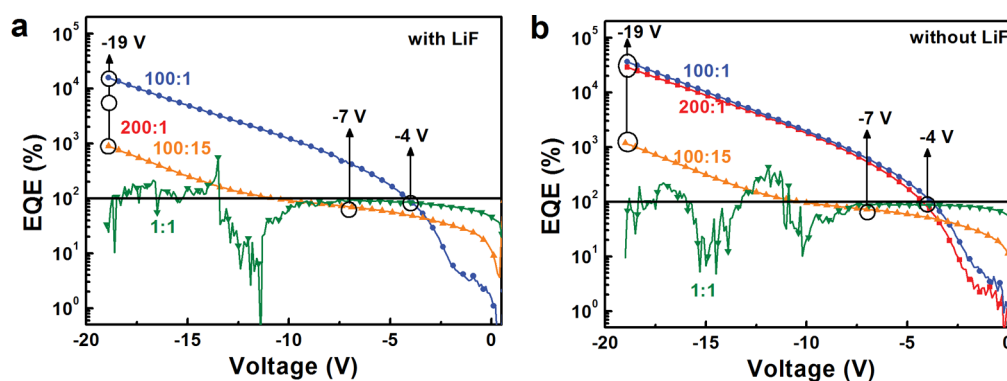 a
with LiF
-19 V
100:1
-7 V
-4 V
200:1
100:15
1:1
EQE (%)
10^5
10^4
10^3
10^2
10^1
10^0
-20 -15 -10 -5 0
Voltage (V)
b
without LiF
-19 V
100:1
200:1
-7 V
-4 V
100:15
1:1
EQE (%)
10^5
10^4
10^3
10^2
10^1
10^0
-20 -15 -10 -5 0
Voltage (V)